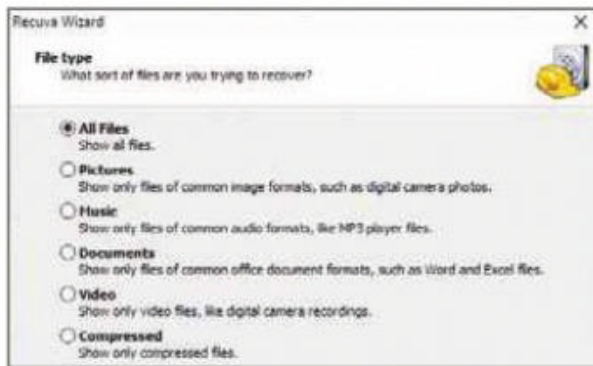 Recuva Wizard
File type
What sort of files are you trying to recover?
All Files
Show all files.
Pictures
Show only files of common image formats, such as digital camera photos.
Music
Show only files of common audio formats, like MP3 player files.
Documents
Show only files of common office document formats, such as Word and Excel files.
Video
Show only video files, like digital camera recordings.
Compressed
Show only compressed files.